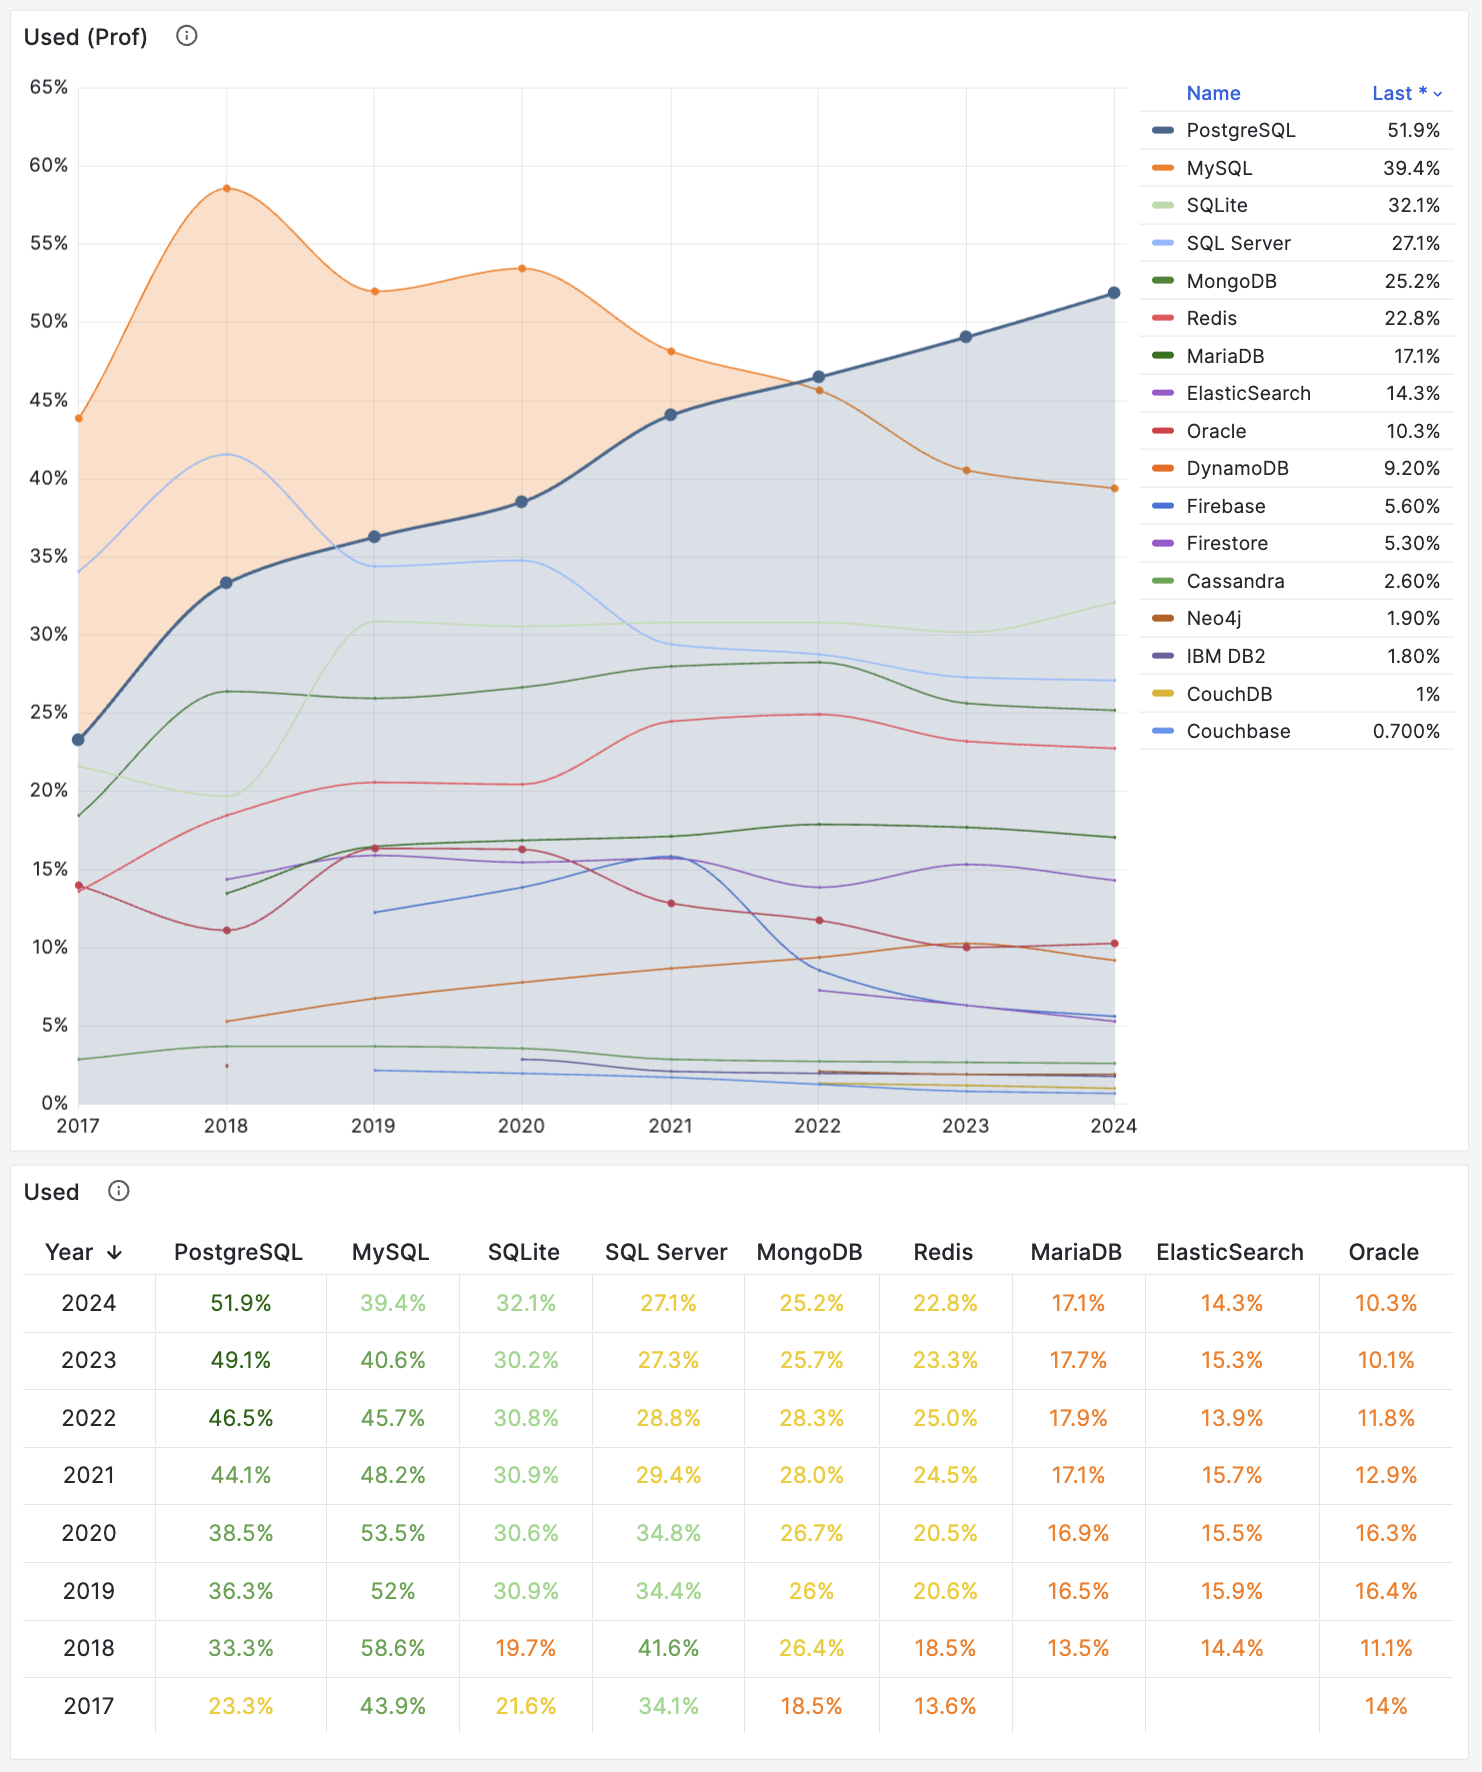 Used (Prof)
65%
60%
55%
50%
45%
40%
35%
30%
25%
20%
15%
10%
5%
0%
2017 2018 2019 2020 2021 2022 2023 2024
Name Last *
PostgreSQL 51.9%
MySQL 39.4%
SQLite 32.1%
SQL Server 27.1%
MongoDB 25.2%
Redis 22.8%
MariaDB 17.1%
ElasticSearch 14.3%
Oracle 10.3%
DynamoDB 9.20%
Firebase 5.60%
Firestore 5.30%
Cassandra 2.60%
Neo4j 1.90%
IBM DB2 1.80%
CouchDB 1%
Couchbase 0.700%
Used
Year ↓ PostgreSQL MySQL SQLite SQL Server MongoDB Redis MariaDB ElasticSearch Oracle
2024 51.9% 39.4% 32.1% 27.1% 25.2% 22.8% 17.1% 14.3% 10.3%
2023 49.1% 40.6% 30.2% 27.3% 25.7% 23.3% 17.7% 15.3% 10.1%
2022 46.5% 45.7% 30.8% 28.8% 28.3% 25.0% 17.9% 13.9% 11.8%
2021 44.1% 48.2% 30.9% 29.4% 28.0% 24.5% 17.1% 15.7% 12.9%
2020 38.5% 53.5% 30.6% 34.8% 26.7% 20.5% 16.9% 15.5% 16.3%
2019 36.3% 52% 30.9% 34.4% 26% 20.6% 16.5% 15.9% 16.4%
2018 33.3% 58.6% 19.7% 41.6% 26.4% 18.5% 13.5% 14.4% 11.1%
2017 23.3% 43.9% 21.6% 34.1% 18.5% 13.6% 14%